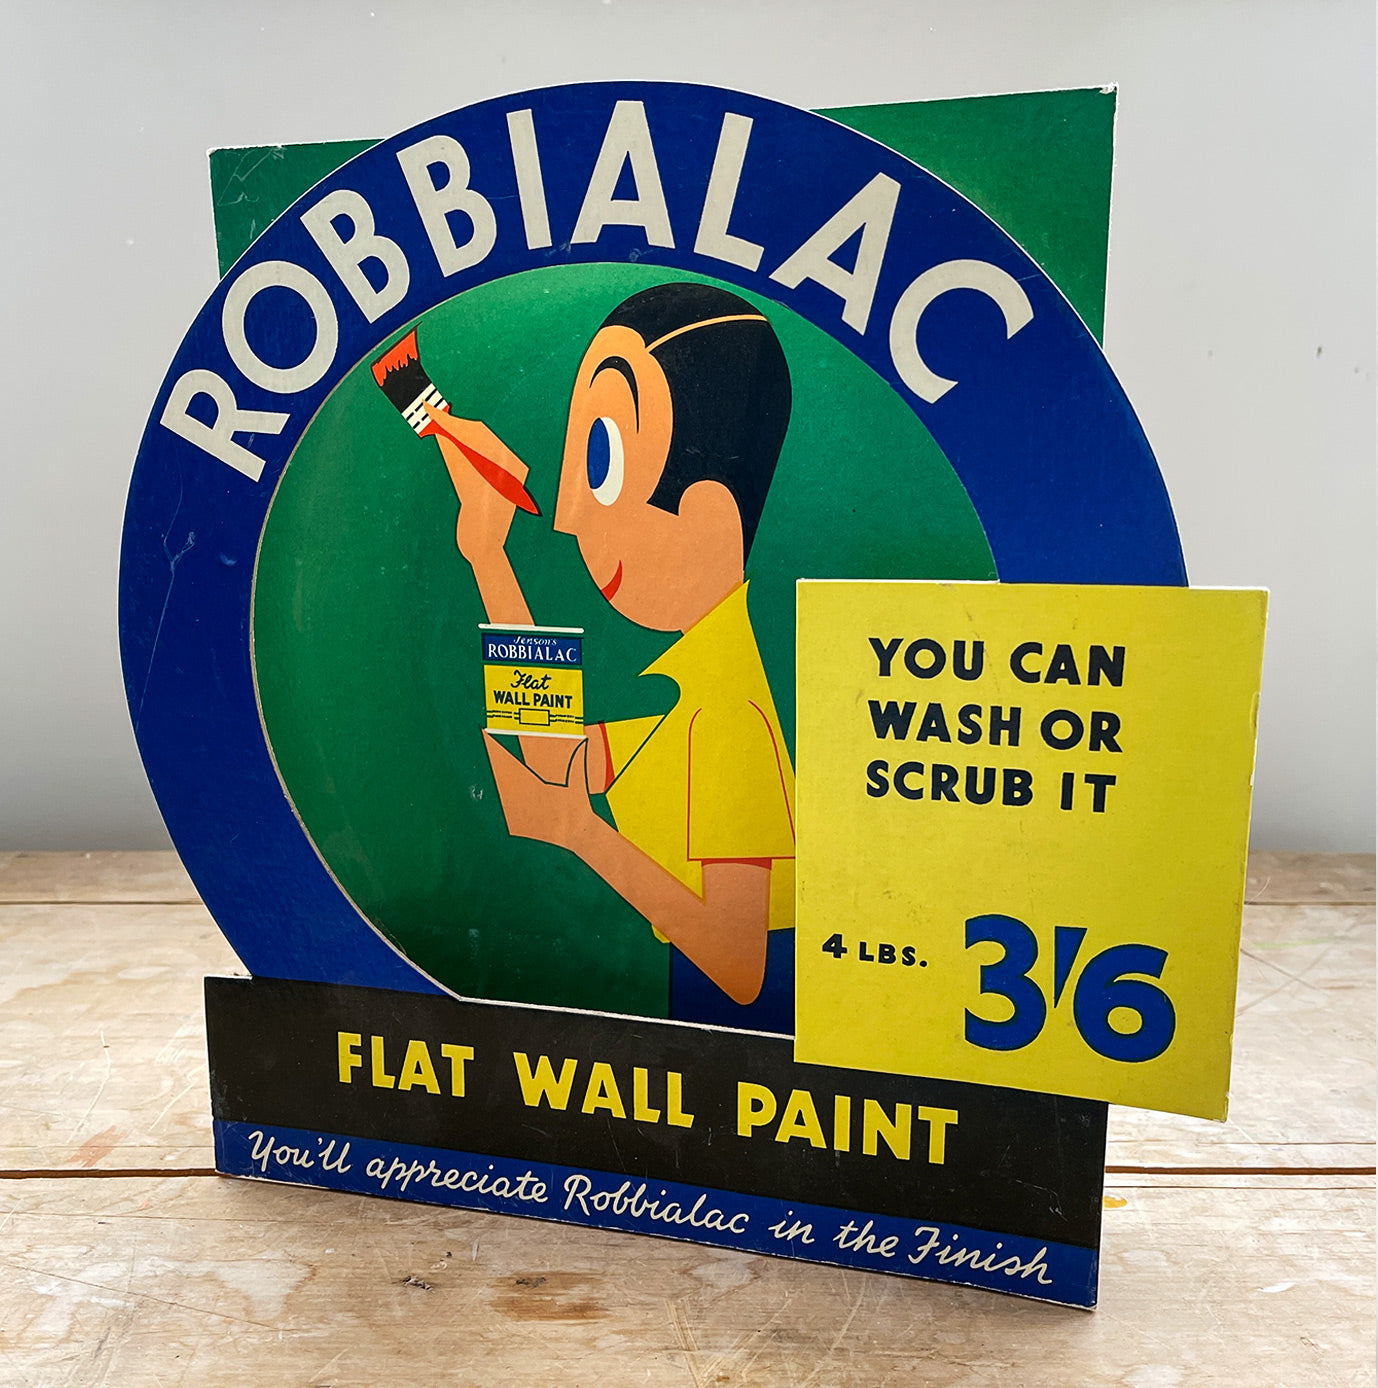 ROBBIALAC
Jenson's
ROBBIALAC
Flat
WALL PAINT
YOU CAN
WASH OR
SCRUB IT
4 LBS. 3'6
FLAT WALL PAINT
You'll appreciate Robbialac in the Finish